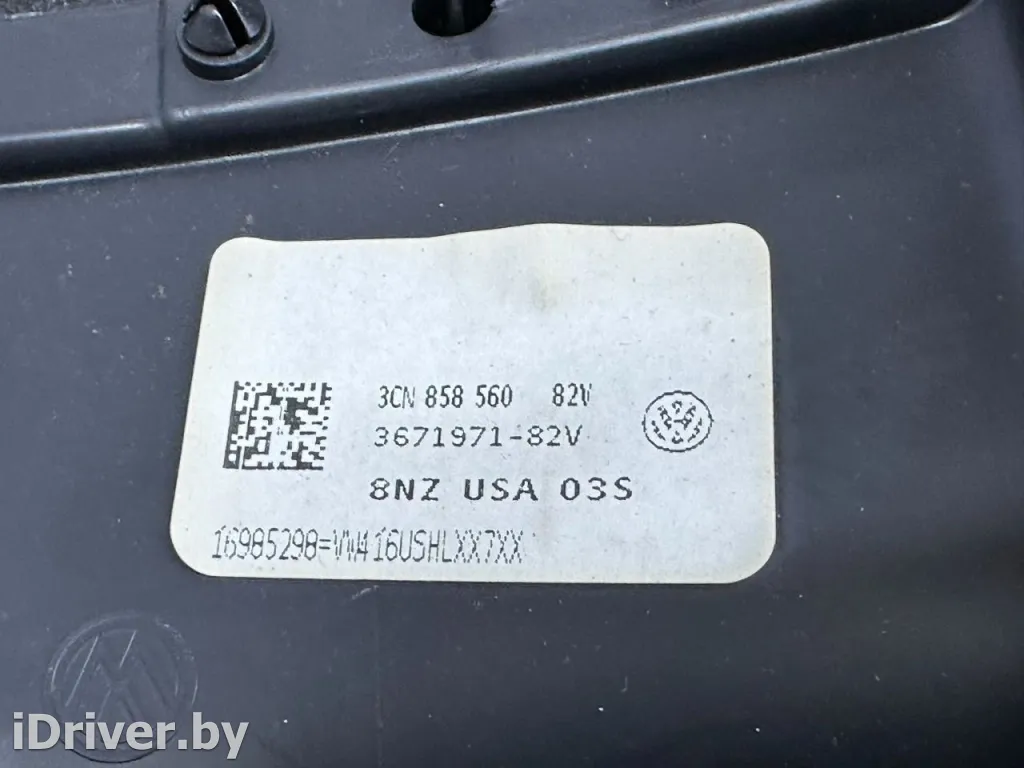 3CN 858 560 82V
3671971-82V
8NZ USA 03S
16985298=VW416USHLXX7XX
iDriver.by